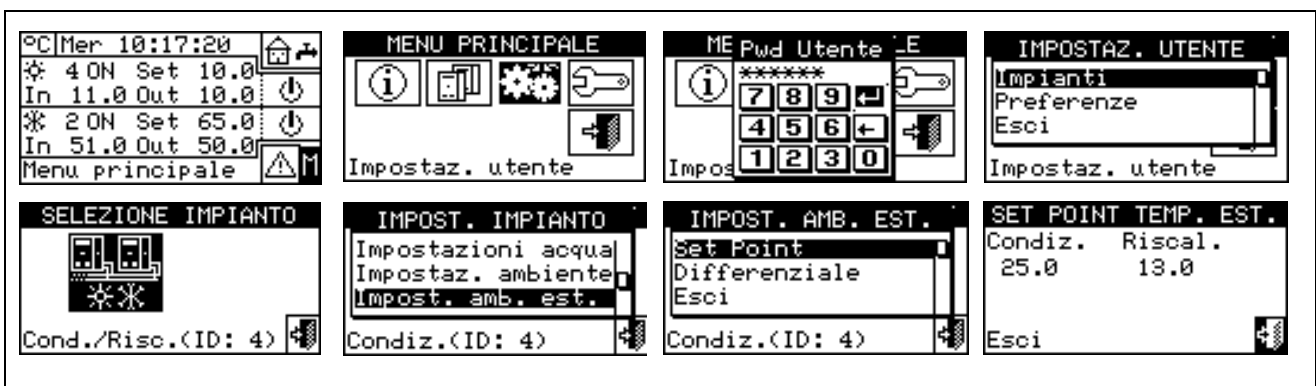 °C Mer 10:17:20
4 ON Set 10.0
In 11.0 Out 10.0
2 ON Set 65.0
In 51.0 Out 50.0
Menu principale M
MENU PRINCIPALE
i
Impostaz. utente
ME Pwd Utente LE
******
i
7 8 9
4 5 6 ←
1 2 3 0
Impos
IMPOSTAZ. UTENTE
Impianti
Preferenze
Esci
Impostaz. utente
SELEZIONE IMPIANTO
Cond./Risc.(ID: 4)
IMPOST. IMPIANTO
Impostazioni acqua
Impostaz. ambiente
Impost. amb. est.
Condiz.(ID: 4)
IMPOST. AMB. EST.
Set Point
Differenziale
Esci
Condiz.(ID: 4)
SET POINT TEMP. EST.
Condiz. Riscal.
25.0 13.0
Esci